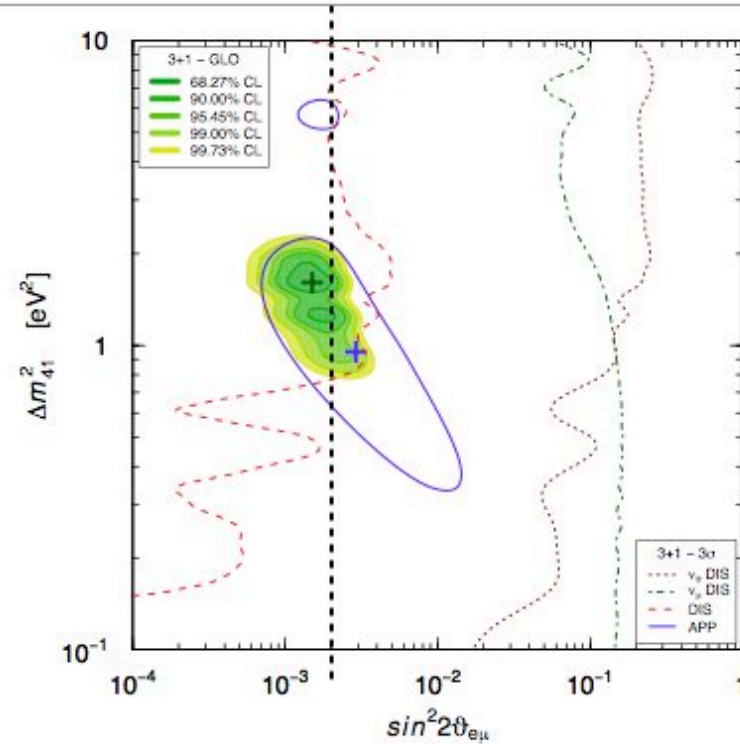 3+1 – GLO
68.27% CL
90.00% CL
95.45% CL
99.00% CL
99.73% CL
10
1
10⁻¹
Δm²₄₁ [eV²]
3+1 – 3σ
νₑ DIS
ν_μ DIS
DIS
APP
10⁻⁴
10⁻³
10⁻²
10⁻¹
1
sin²2ϑₑμ